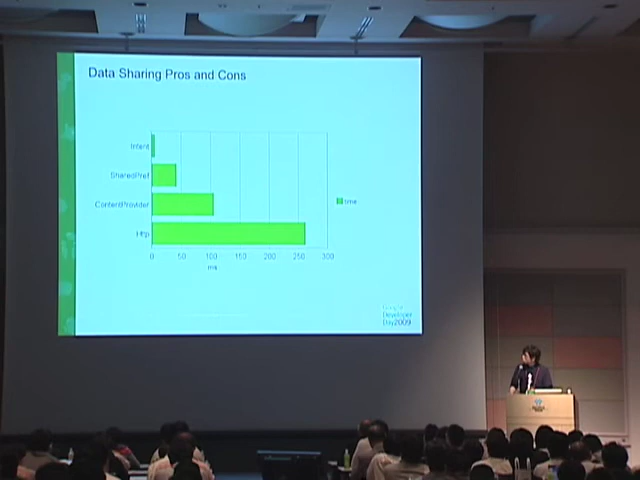 Data Sharing Pros and Cons
Intent
SharedPref
ContentProvider
Http
0 50 100 150 200 250 300
ms
time
Google
Developer
Day2009